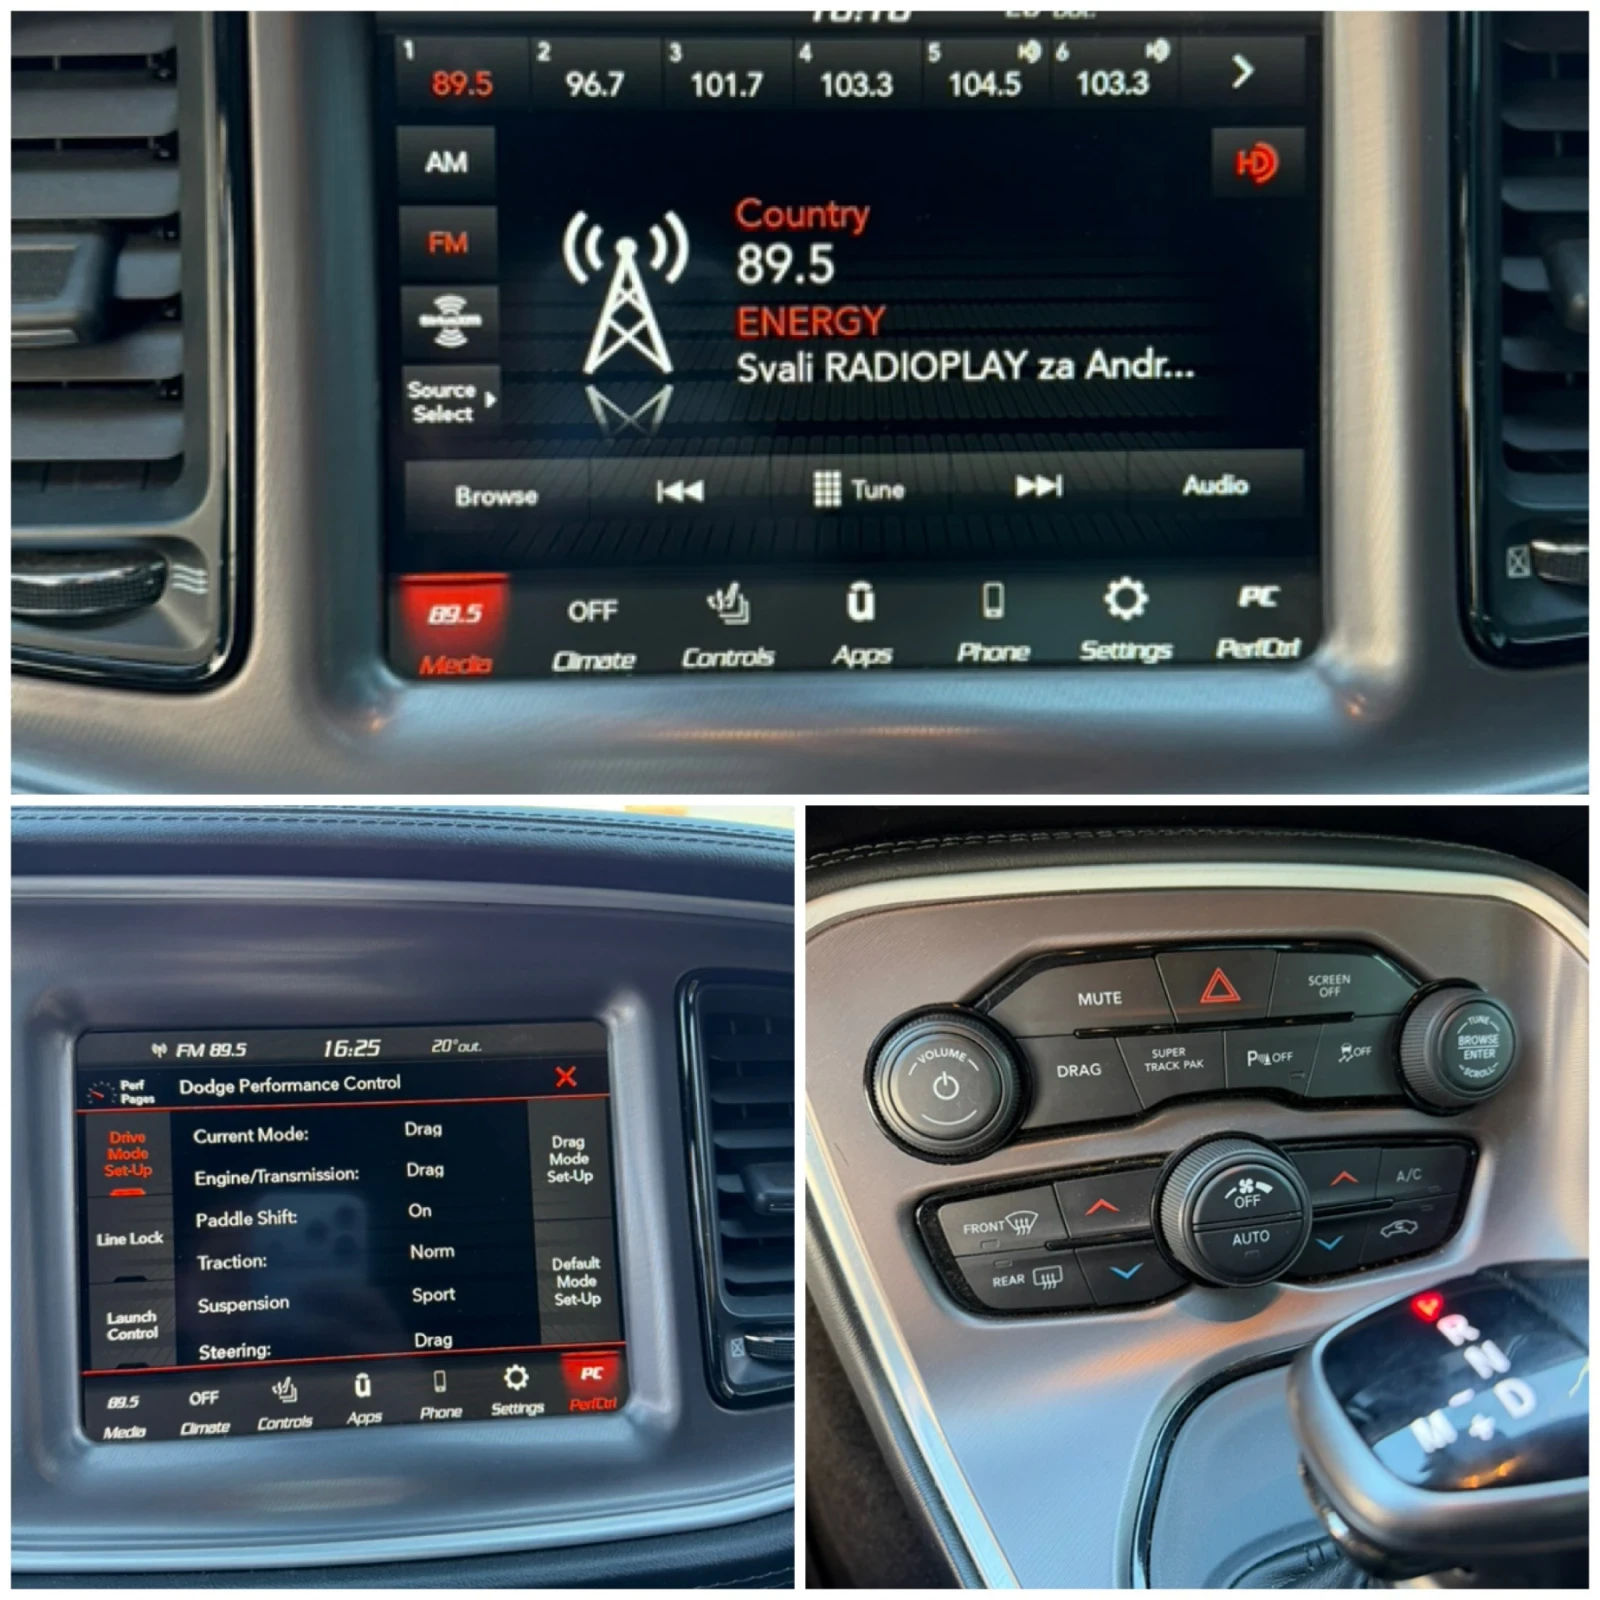 1 2 3 4 5 6
89.5 96.7 101.7 103.3 104.5 103.3
AM
HD
Country
FM
89.5
ENERGY
Svali RADIOPLAY za Andr...
Source
Select
Browse Tune Audio
89.5 OFF PC
Media Climate Controls Apps Phone Settings PerfCtrl
FM 89.5 16:25 20°out.
Perf
Pages
Dodge Performance Control
Drive
Mode
Set-Up
Line Lock
Launch
Control
Current Mode: Drag
Engine/Transmission: Drag
Paddle Shift: On
Traction: Norm
Suspension Sport
Steering: Drag
Drag
Mode
Set-Up
Default
Mode
Set-Up
89.5 OFF PC
Media Climate Controls Apps Phone Settings PerfCtrl
MUTE
SCREEN
OFF
VOLUME
DRAG
SUPER
TRACK PAK
P OFF
OFF
TUNE
BROWSE
ENTER
SCROLL
FRONT
REAR
OFF
AUTO
A/C
R
N
D
M - +